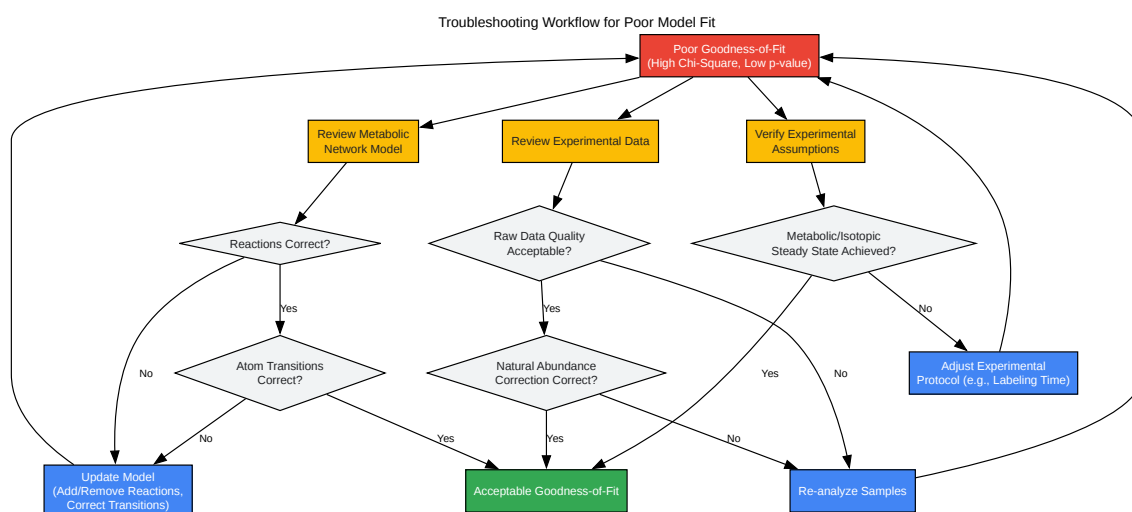 Troubleshooting Workflow for Poor Model Fit
Poor Goodness-of-Fit
(High Chi-Square, Low p-value)
Review Metabolic
Network Model
Review Experimental Data
Verify Experimental
Assumptions
Reactions Correct?
Raw Data Quality
Acceptable?
Metabolic/Isotopic
Steady State Achieved?
Yes
Yes
No
Atom Transitions
Correct?
Natural Abundance
Correction Correct?
Adjust Experimental
Protocol (e.g., Labeling Time)
No
Yes
No
No
Yes
Yes
No
Update Model
(Add/Remove Reactions,
Correct Transitions)
Acceptable Goodness-of-Fit
Re-analyze Samples